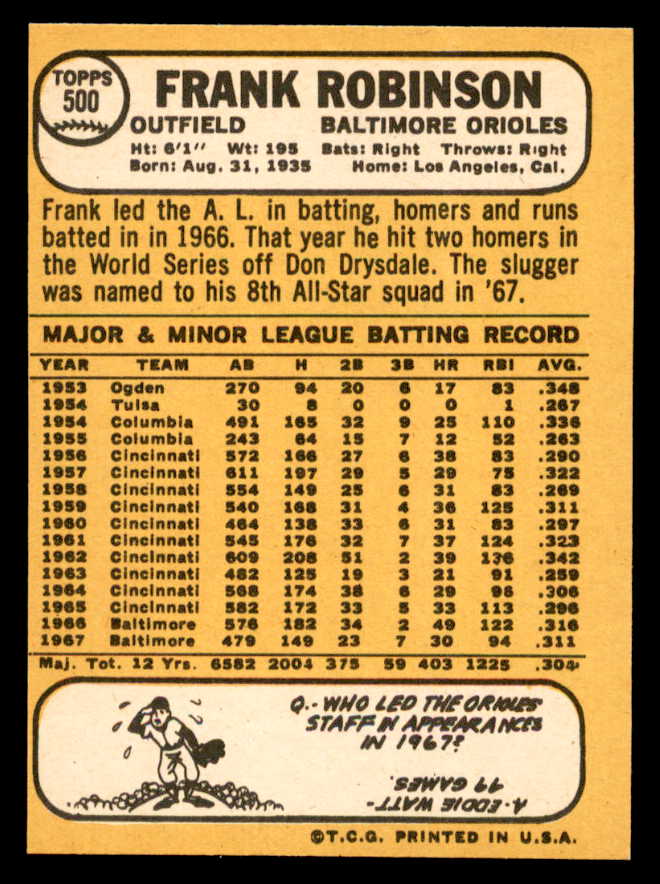 TOPPS
500
FRANK ROBINSON
OUTFIELD BALTIMORE ORIOLES
Ht: 6'1" Wt: 195 Bats: Right Throws: Right
Born: Aug. 31, 1935 Home: Los Angeles, Cal.
Frank led the A. L. in batting, homers and runs
batted in in 1966. That year he hit two homers in
the World Series off Don Drysdale. The slugger
was named to his 8th All-Star squad in '67.
MAJOR & MINOR LEAGUE BATTING RECORD
YEAR TEAM AB H 2B 3B HR RBI AVG.
1953 Ogden 270 94 20 6 17 83 .348
1954 Tulsa 30 8 0 0 0 1 .267
1954 Columbia 491 165 32 9 25 110 .336
1955 Columbia 243 64 15 7 12 52 .263
1956 Cincinnati 572 166 27 6 38 83 .290
1957 Cincinnati 611 197 29 5 29 75 .322
1958 Cincinnati 554 149 25 6 31 83 .269
1959 Cincinnati 540 168 31 4 36 125 .311
1960 Cincinnati 464 138 33 6 31 83 .297
1961 Cincinnati 545 176 32 7 37 124 .323
1962 Cincinnati 609 208 51 2 39 136 .342
1963 Cincinnati 482 125 19 3 21 91 .259
1964 Cincinnati 568 174 38 6 29 96 .306
1965 Cincinnati 582 172 33 5 33 113 .296
1966 Baltimore 576 182 34 2 49 122 .316
1967 Baltimore 479 149 23 7 30 94 .311
Maj. Tot. 12 Yrs. 6582 2004 375 59 403 1225 .304
Q.- WHO LED THE ORIOLES
STAFF IN APPEARANCES
IN 1967?
A-EDDIE WATT-
49 GAMES.
©T.C.G. PRINTED IN U.S.A.